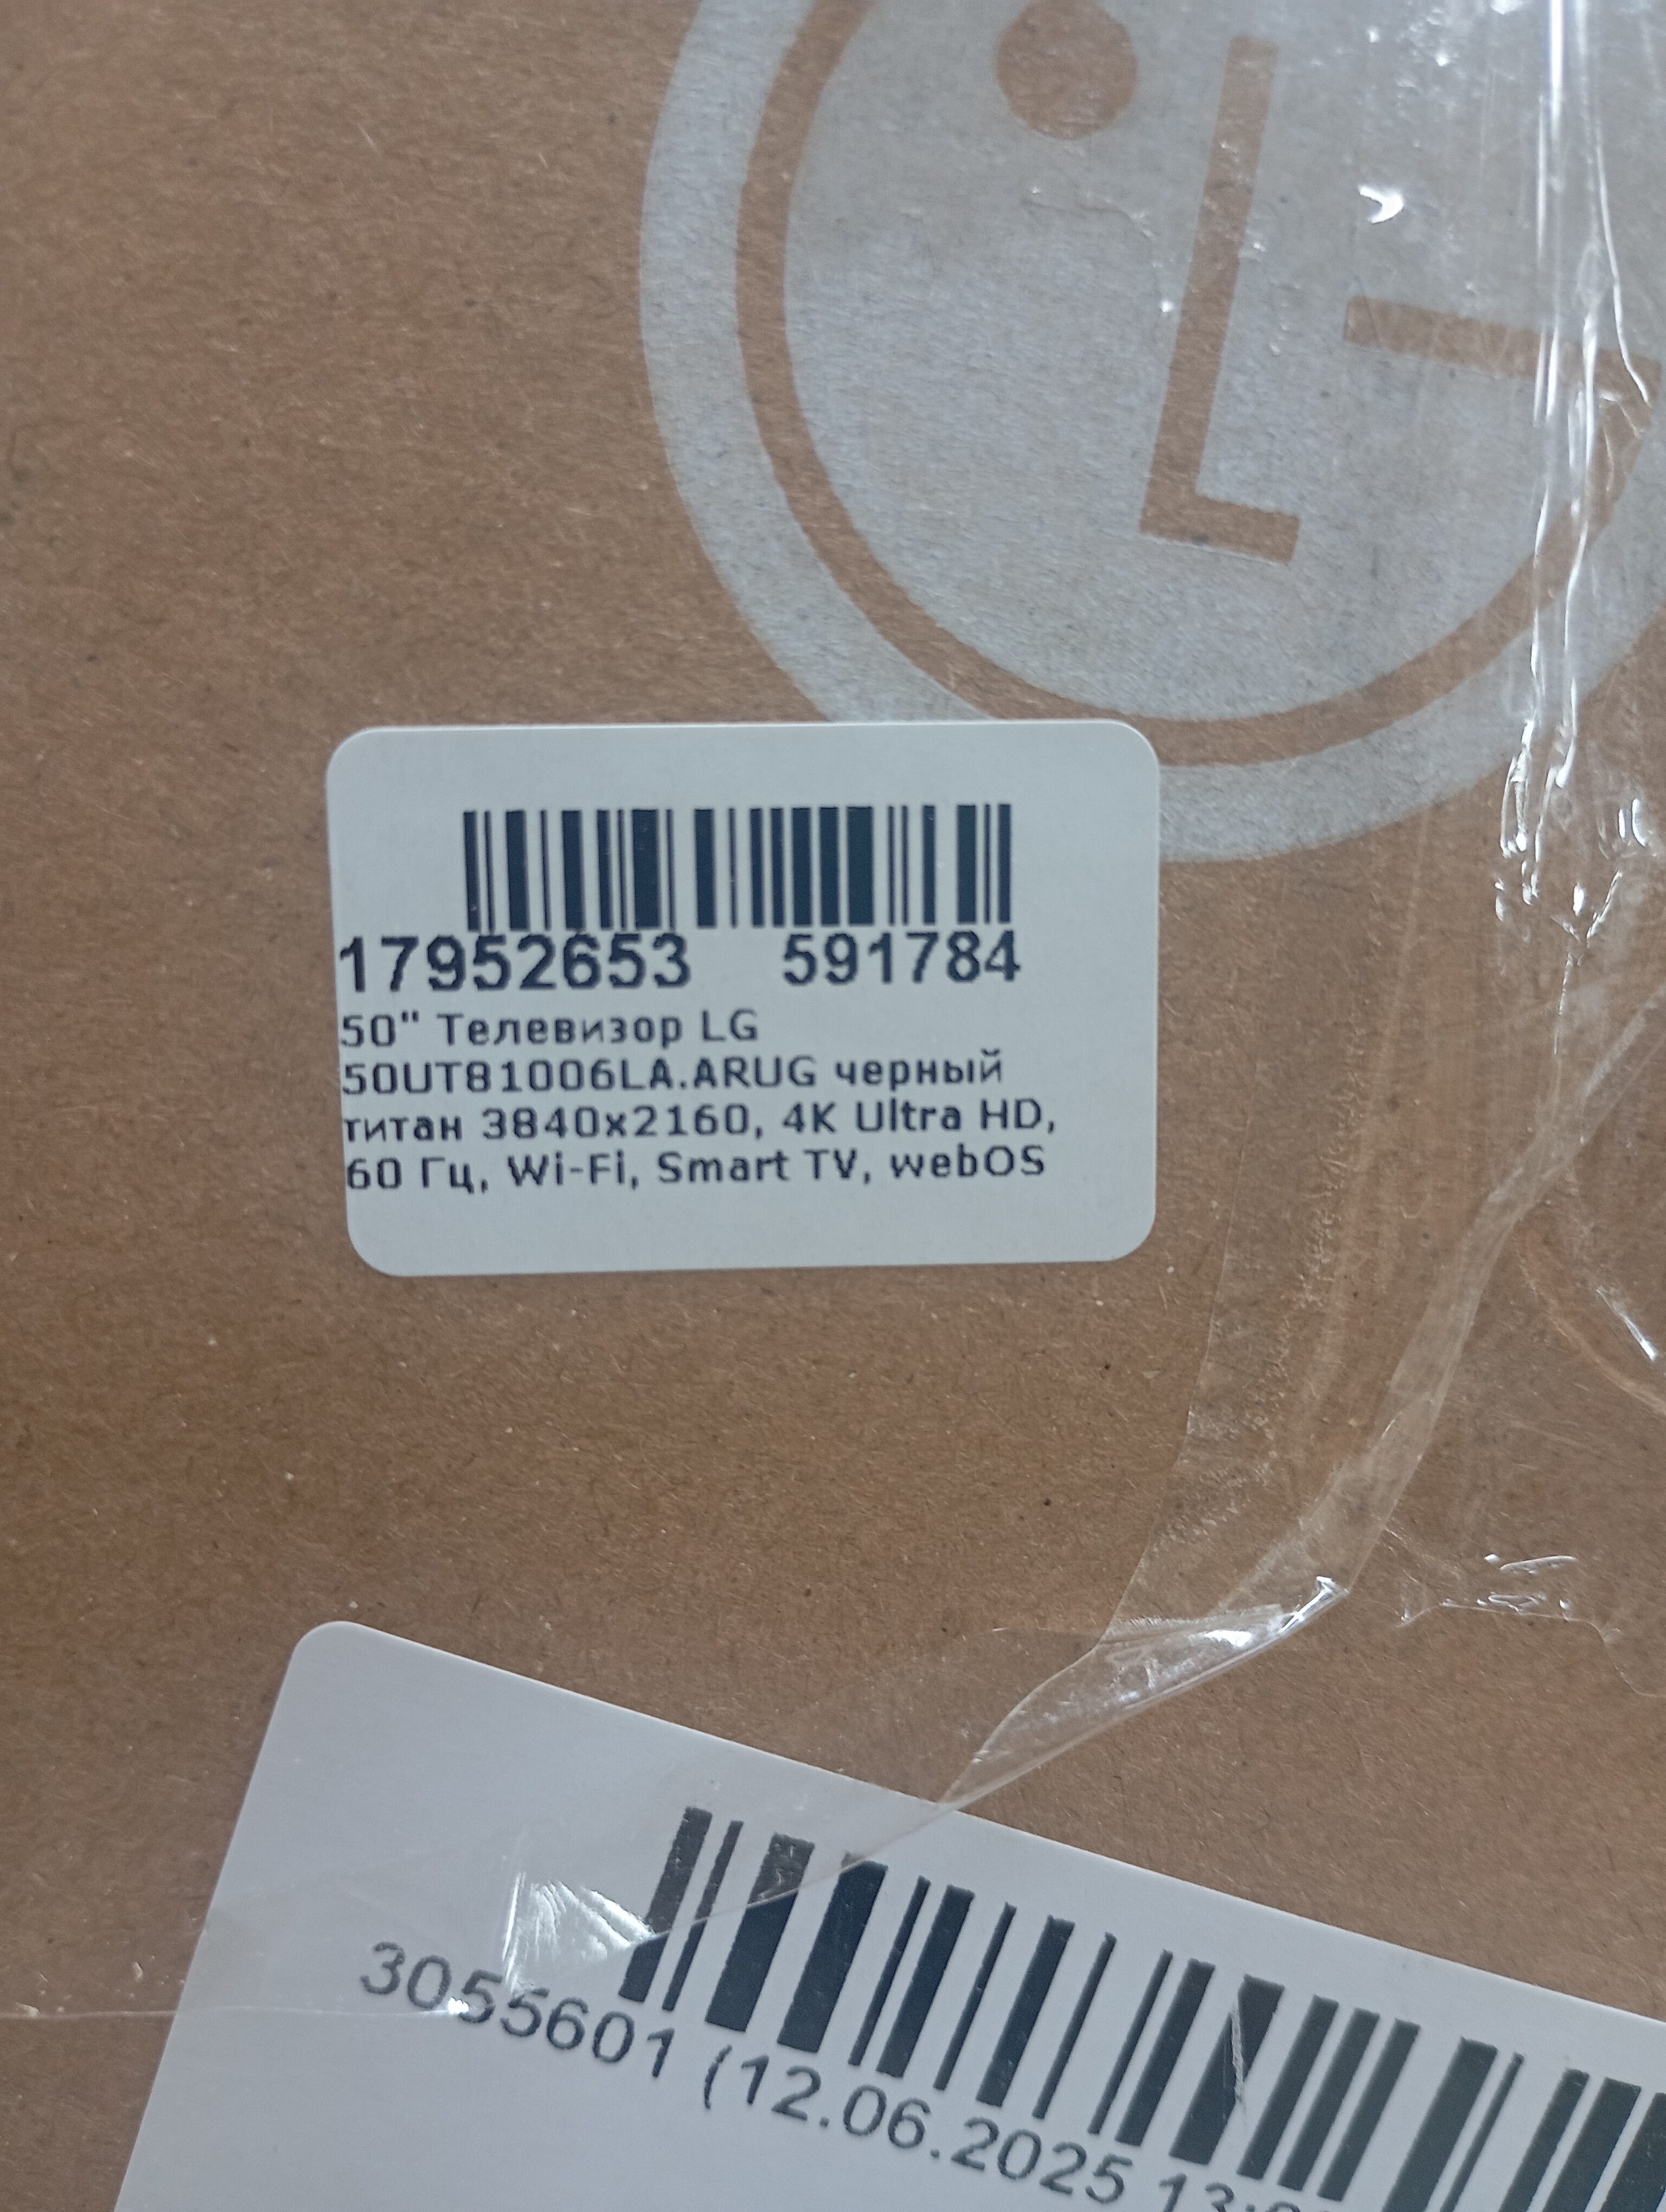 17952653 591784
50" Телевизор LG
50UT81006LA.ARUG черный
титан 3840x2160, 4K Ultra HD,
60 Гц, Wi-Fi, Smart TV, webOS
3055601 (12.06.2025